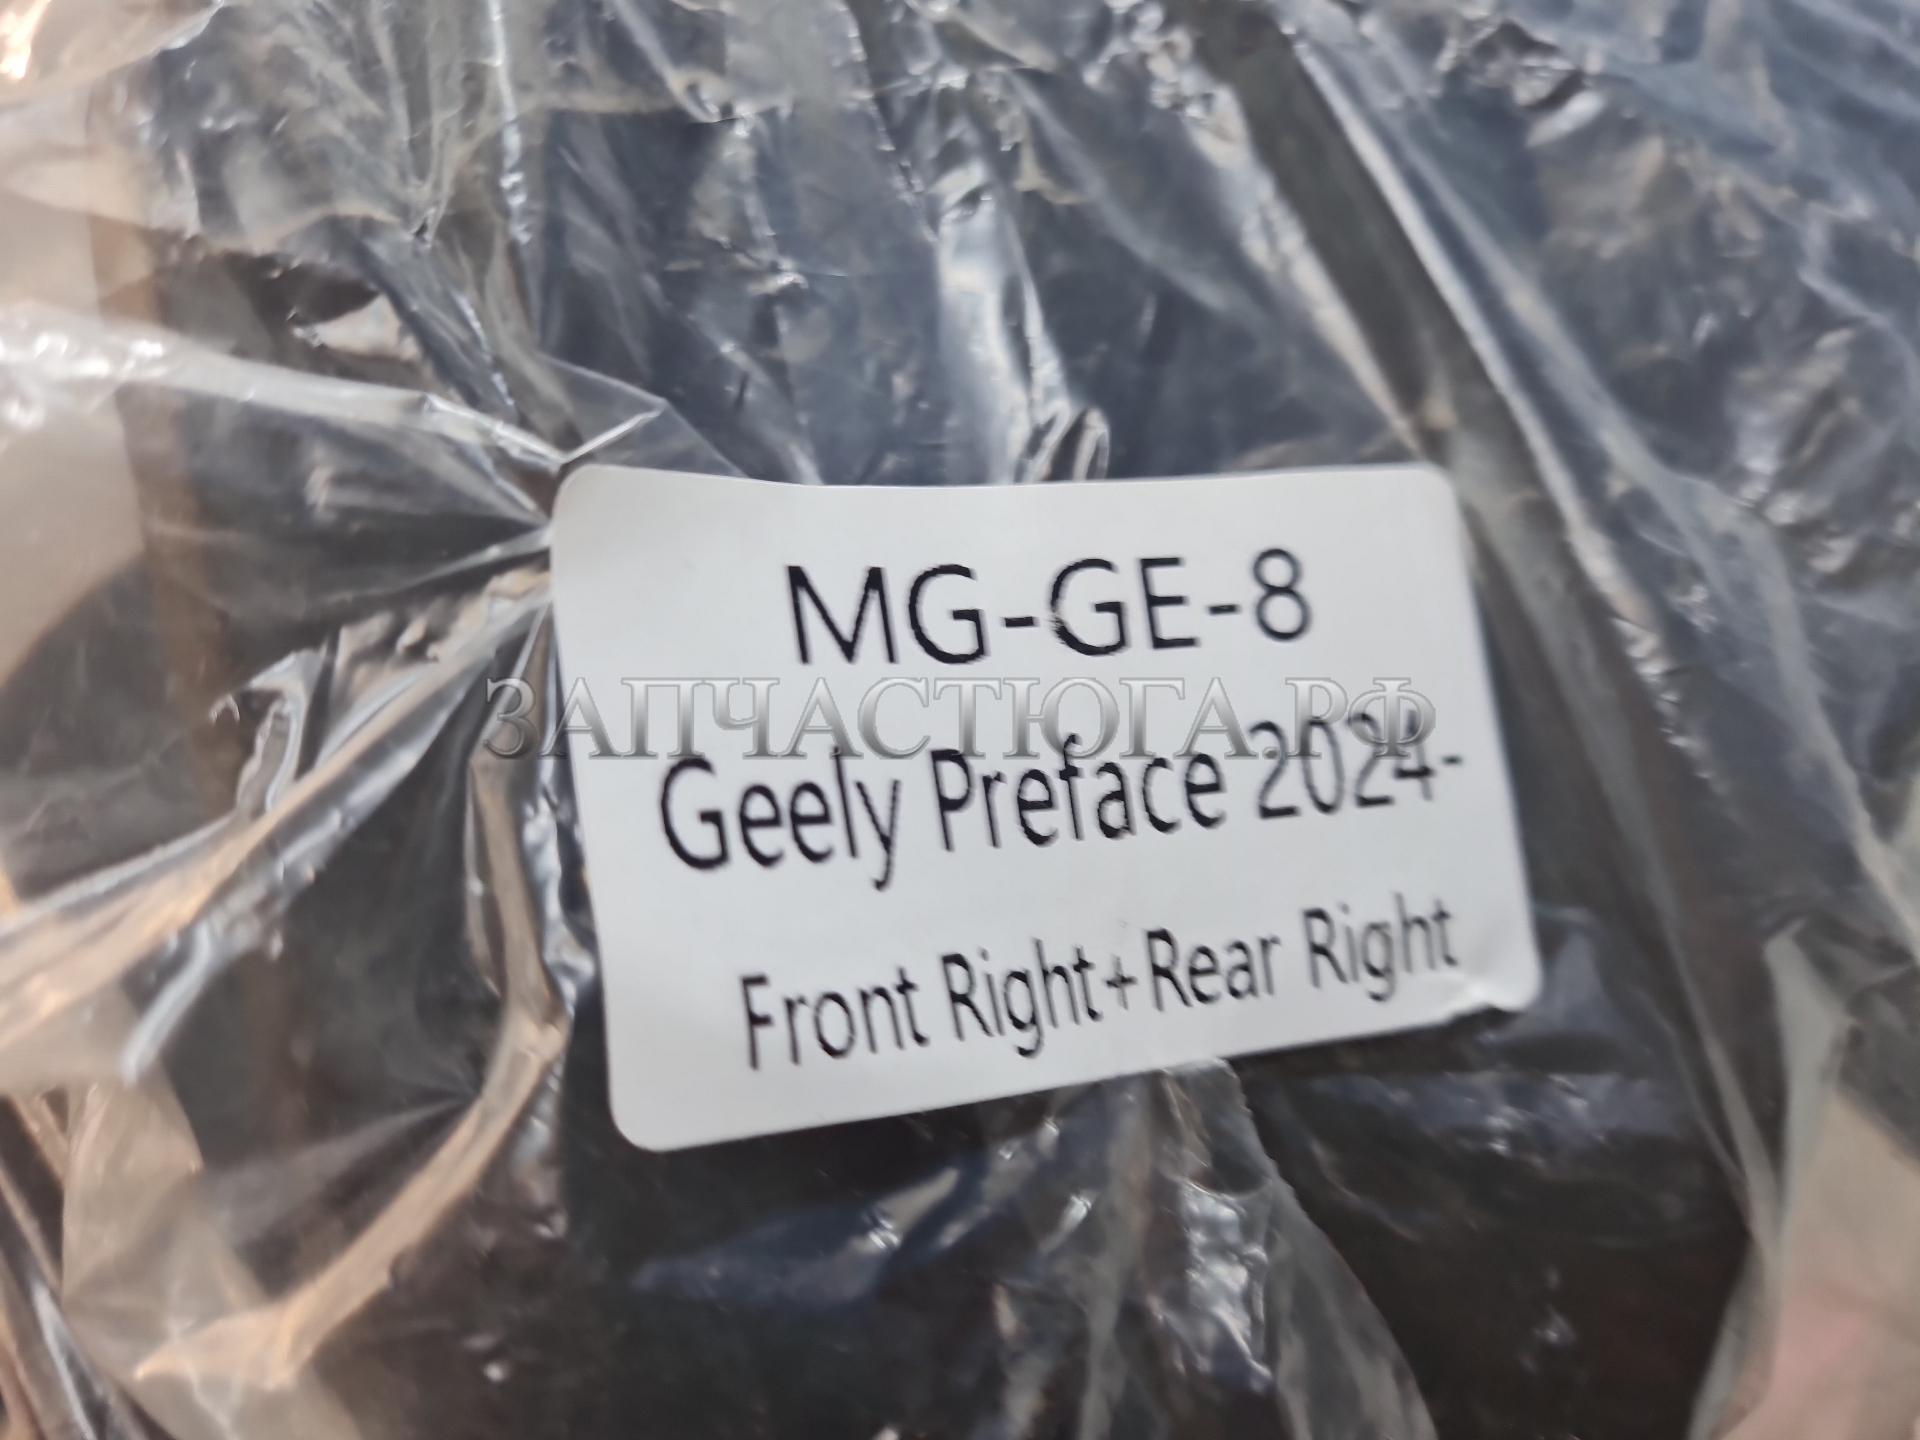 MG-GE-8
ЗАПЧАСТЮГА.РФ
Geely Preface 2024-
Front Right+Rear Right